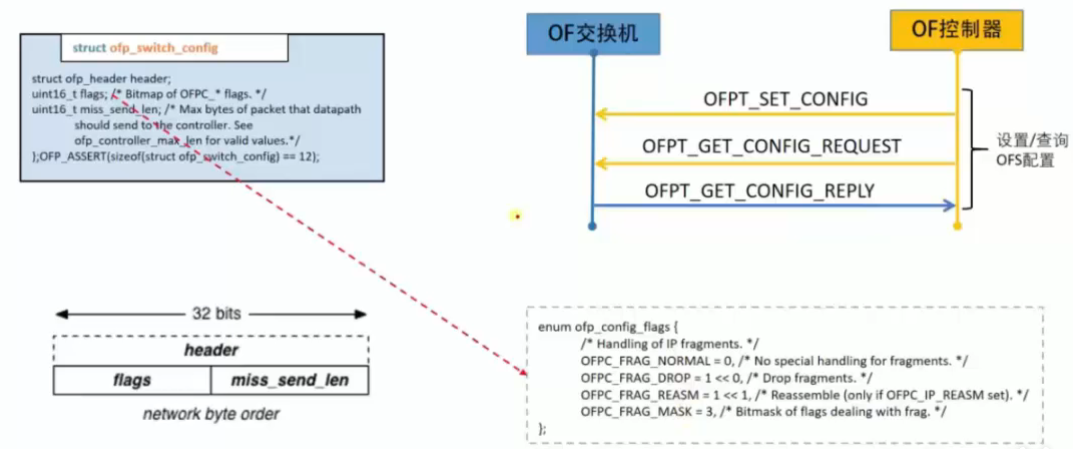 struct ofp_switch_config
struct ofp_header header;
uint16_t flags; /* Bitmap of OFPC_* flags. */
uint16_t miss_send_len; /* Max bytes of packet that datapath
should send to the controller. See
ofp_controller_max_len for valid values.*/
};OFP_ASSERT(sizeof(struct ofp_switch_config) == 12);
OF交换机
OF控制器
OFPT_SET_CONFIG
OFPT_GET_CONFIG_REQUEST
OFPT_GET_CONFIG_REPLY
设置/查询
OFS配置
32 bits
header
flags miss_send_len
network byte order
enum ofp_config_flags {
/* Handling of IP fragments. */
OFPC_FRAG_NORMAL = 0, /* No special handling for fragments. */
OFPC_FRAG_DROP = 1 << 0, /* Drop fragments. */
OFPC_FRAG_REASM = 1 << 1, /* Reassemble (only if OFPC_IP_REASM set). */
OFPC_FRAG_MASK = 3, /* Bitmask of flags dealing with frag. */
};